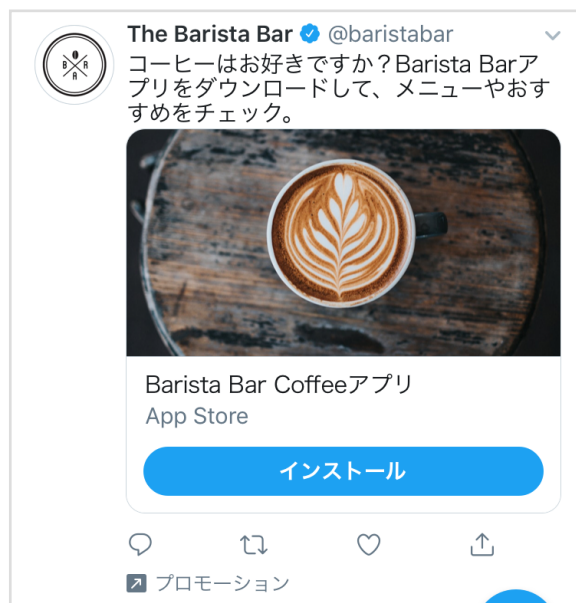 The Barista Bar @baristabar
コーヒーはお好きですか？Barista Barア
プリをダウンロードして、メニューやおす
すめをチェック。
B A R
A
Barista Bar Coffeeアプリ
App Store
インストール
プロモーション